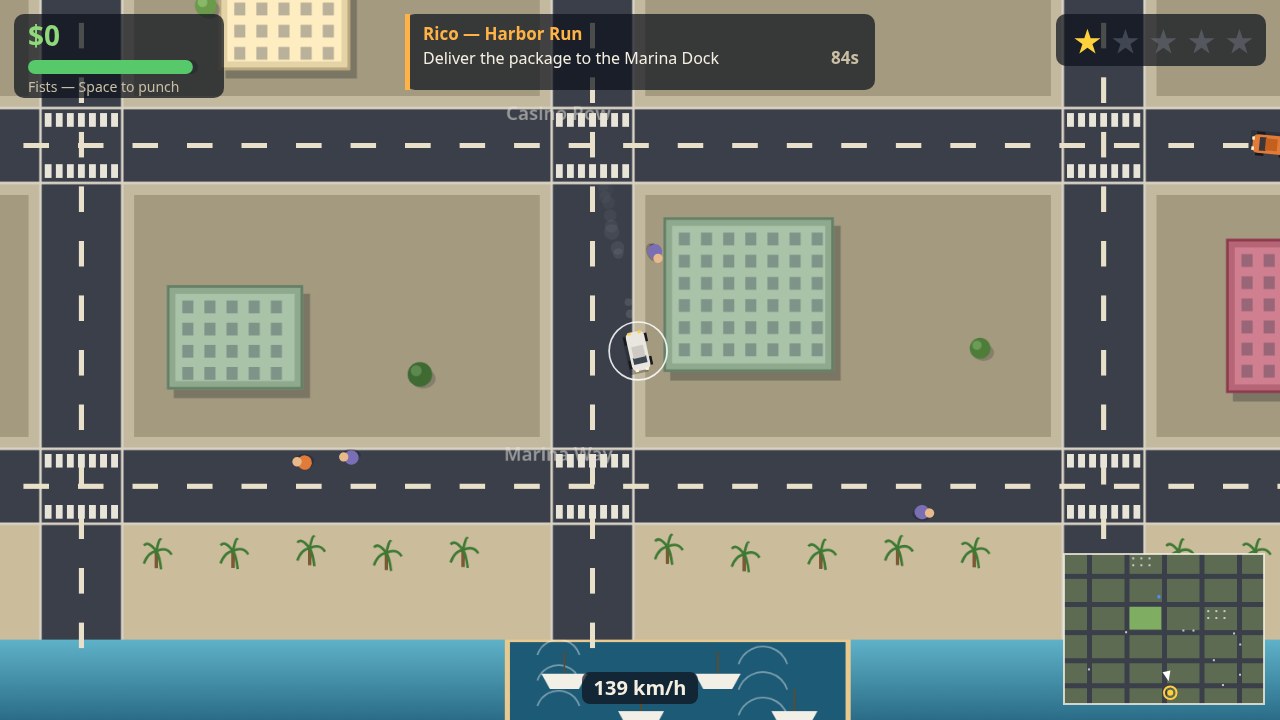 $0
Fists — Space to punch
Rico — Harbor Run
Deliver the package to the Marina Dock
84s
Casino Row
Marina Way
139 km/h